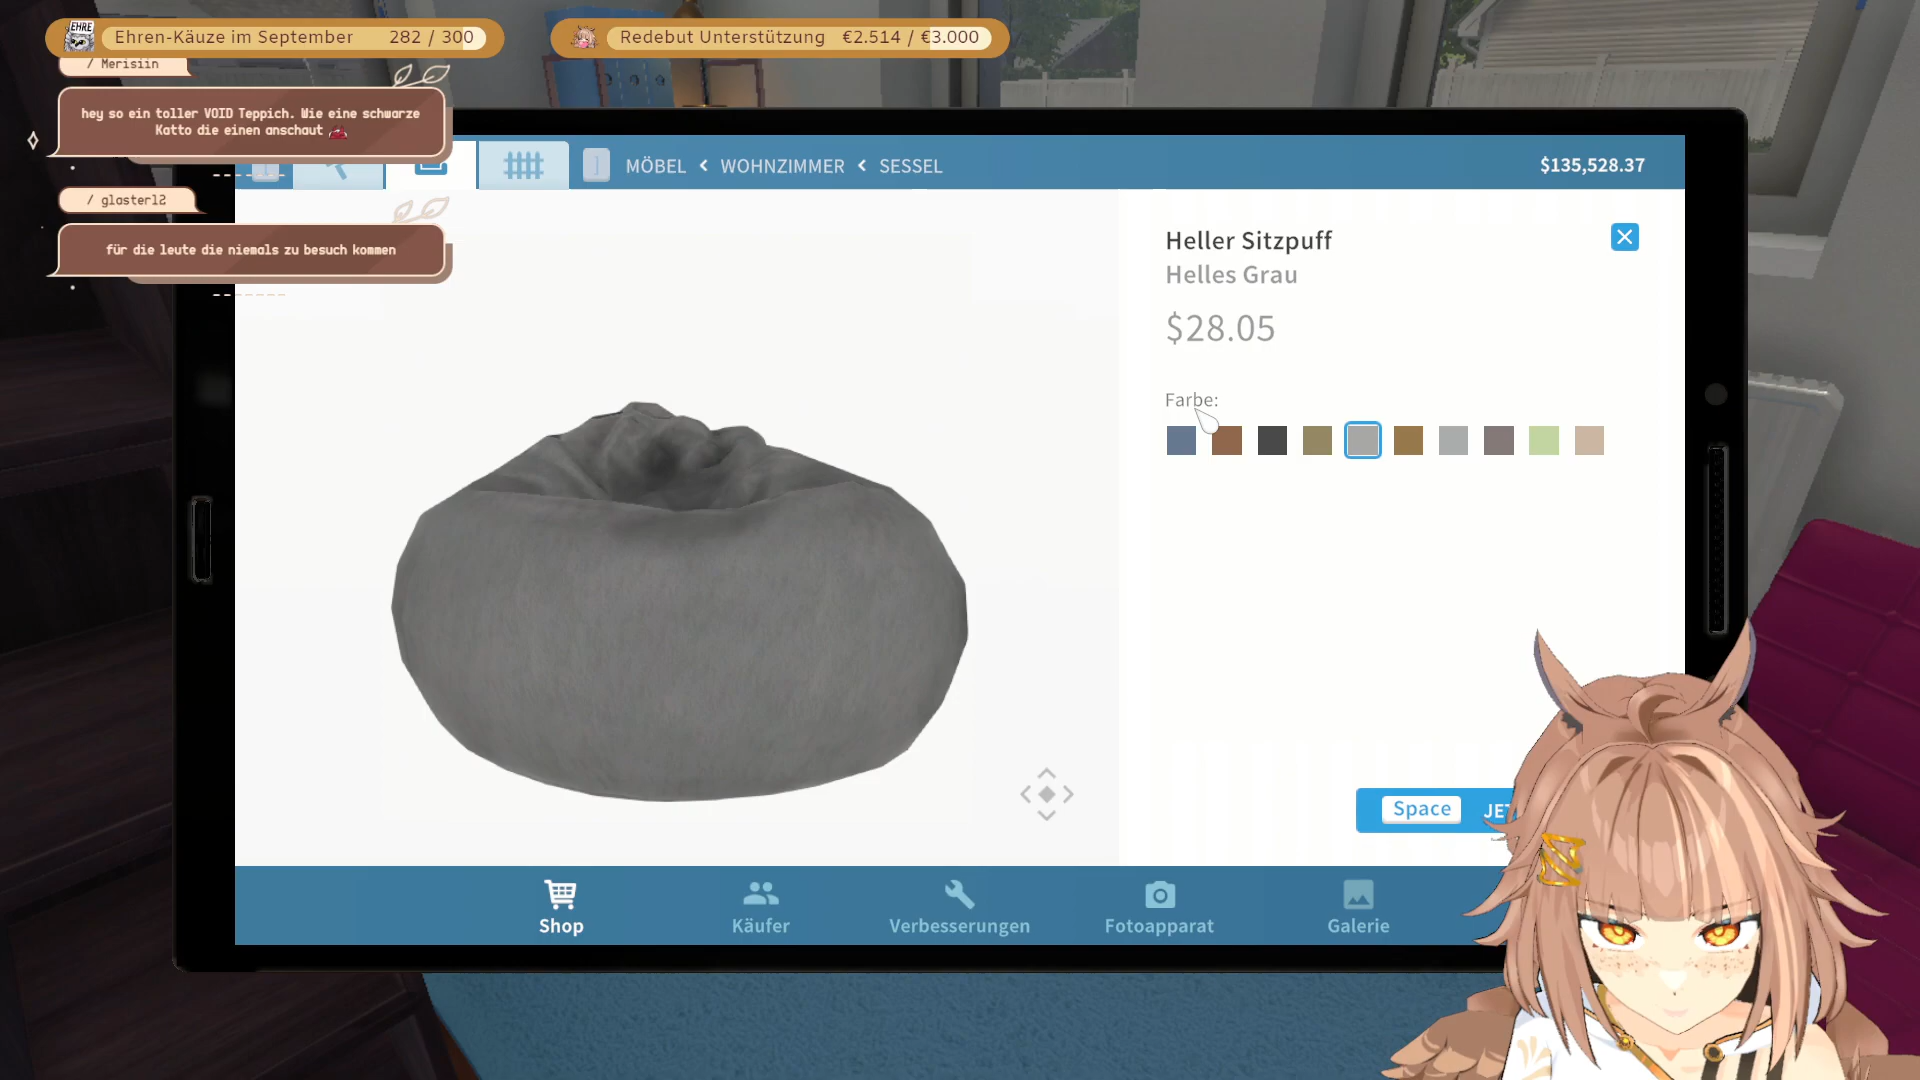 EHRE
Ehren-Käuze im September 282 / 300
Redebut Unterstützung €2.514 / €3.000
/ Merisiin
hey so ein toller VOID Teppich. Wie eine schwarze
Katto die einen anschaut
/ glasterl2
für die leute die niemals zu besuch kommen
MÖBEL < WOHNZIMMER < SESSEL
$135,528.37
Heller Sitzpuff
Helles Grau
$28.05
Farbe:
Space
Shop
Käufer
Verbesserungen
Fotoapparat
Galerie